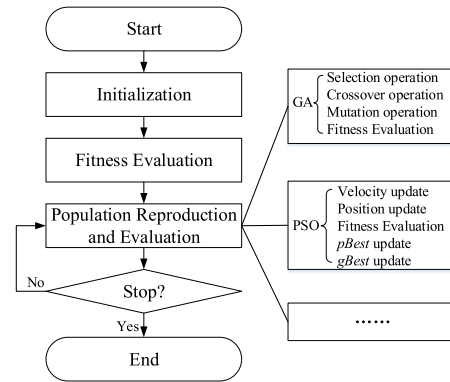 Start
Initialization
Fitness Evaluation
Population Reproduction
and Evaluation
No
Stop?
Yes
End
GA
Selection operation
Crossover operation
Mutation operation
Fitness Evaluation
PSO
Velocity update
Position update
Fitness Evaluation
pBest update
gBest update
……